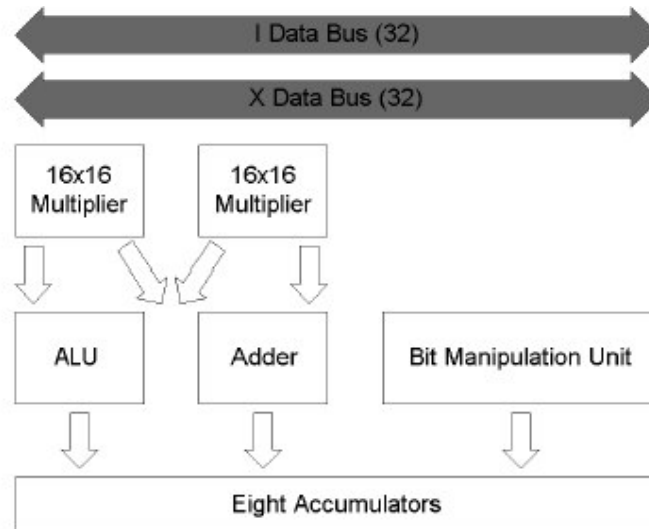 I Data Bus (32)
X Data Bus (32)
16x16
Multiplier
16x16
Multiplier
ALU
Adder
Bit Manipulation Unit
Eight Accumulators